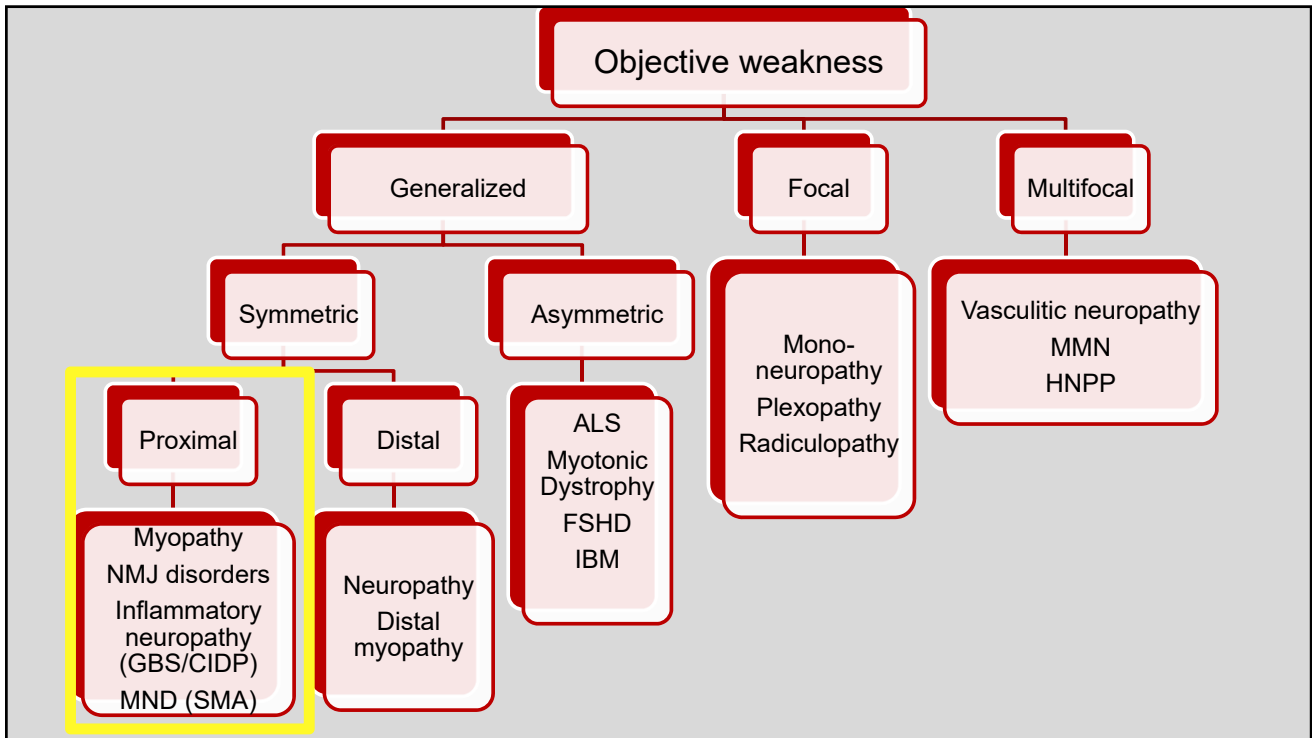 Objective weakness
Generalized
Focal
Multifocal
Symmetric
Asymmetric
Mono-
neuropathy
Plexopathy
Radiculopathy
Vasculitic neuropathy
MMN
HNPP
Proximal
Distal
ALS
Myotonic
Dystrophy
FSHD
IBM
Myopathy
NMJ disorders
Inflammatory
neuropathy
(GBS/CIDP)
MND (SMA)
Neuropathy
Distal
myopathy